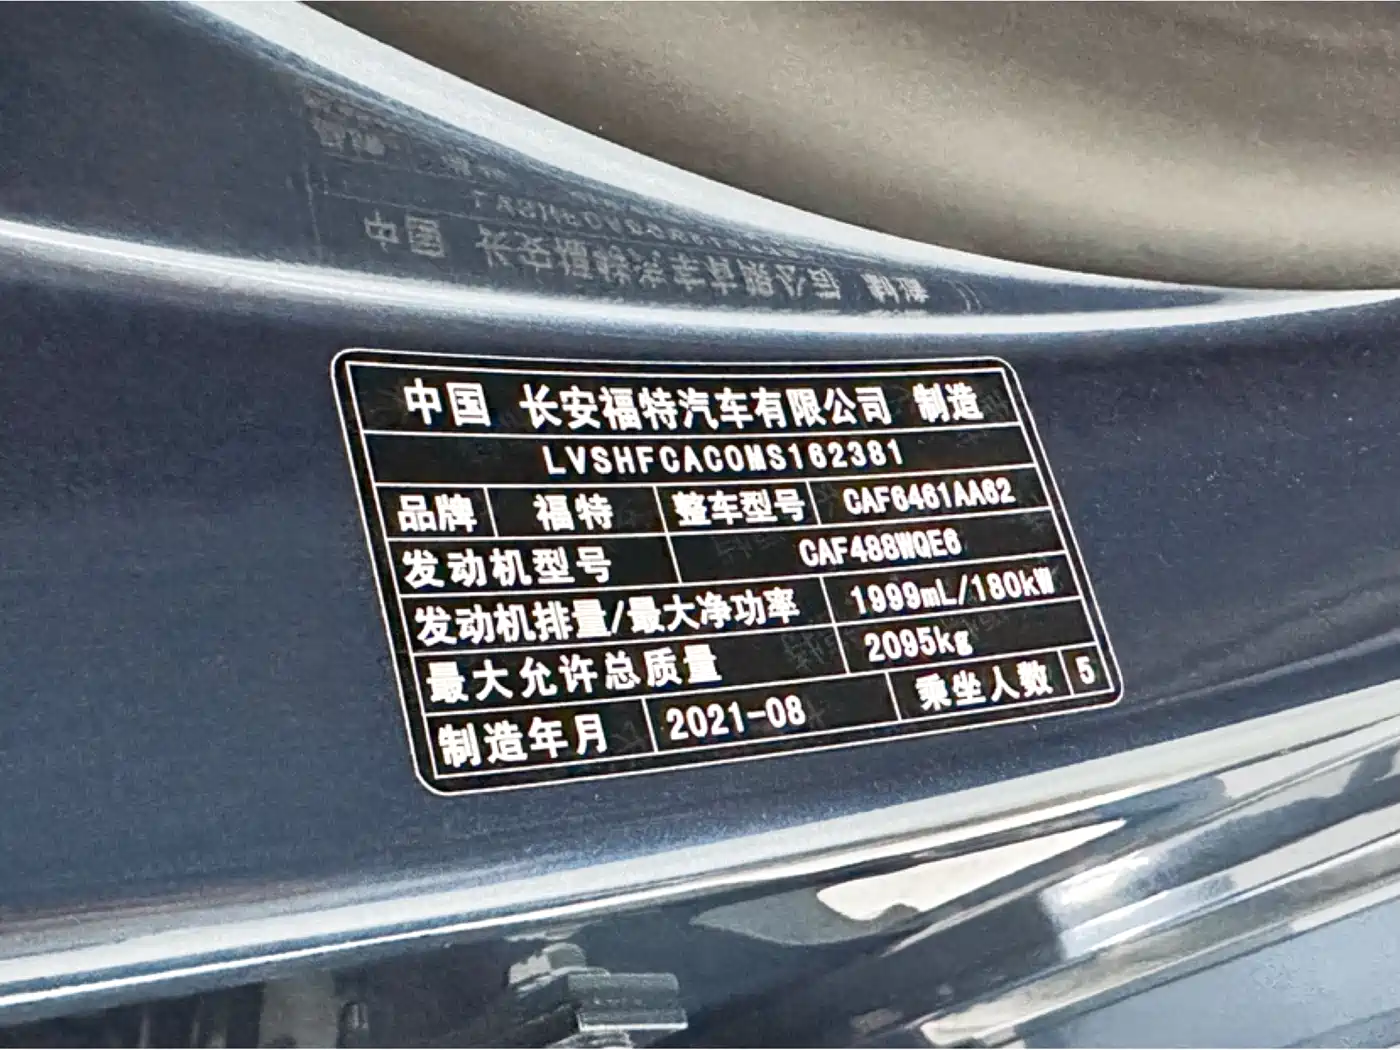 中国 长安福特汽车有限公司 制造
LVSHFCAC0MS162381
品牌 福特 整车型号 CAF6461AA62
发动机型号 CAF488WQE6
发动机排量/最大净功率 1999mL/180kW
最大允许总质量 2095kg
制造年月 2021-08 乘坐人数 5